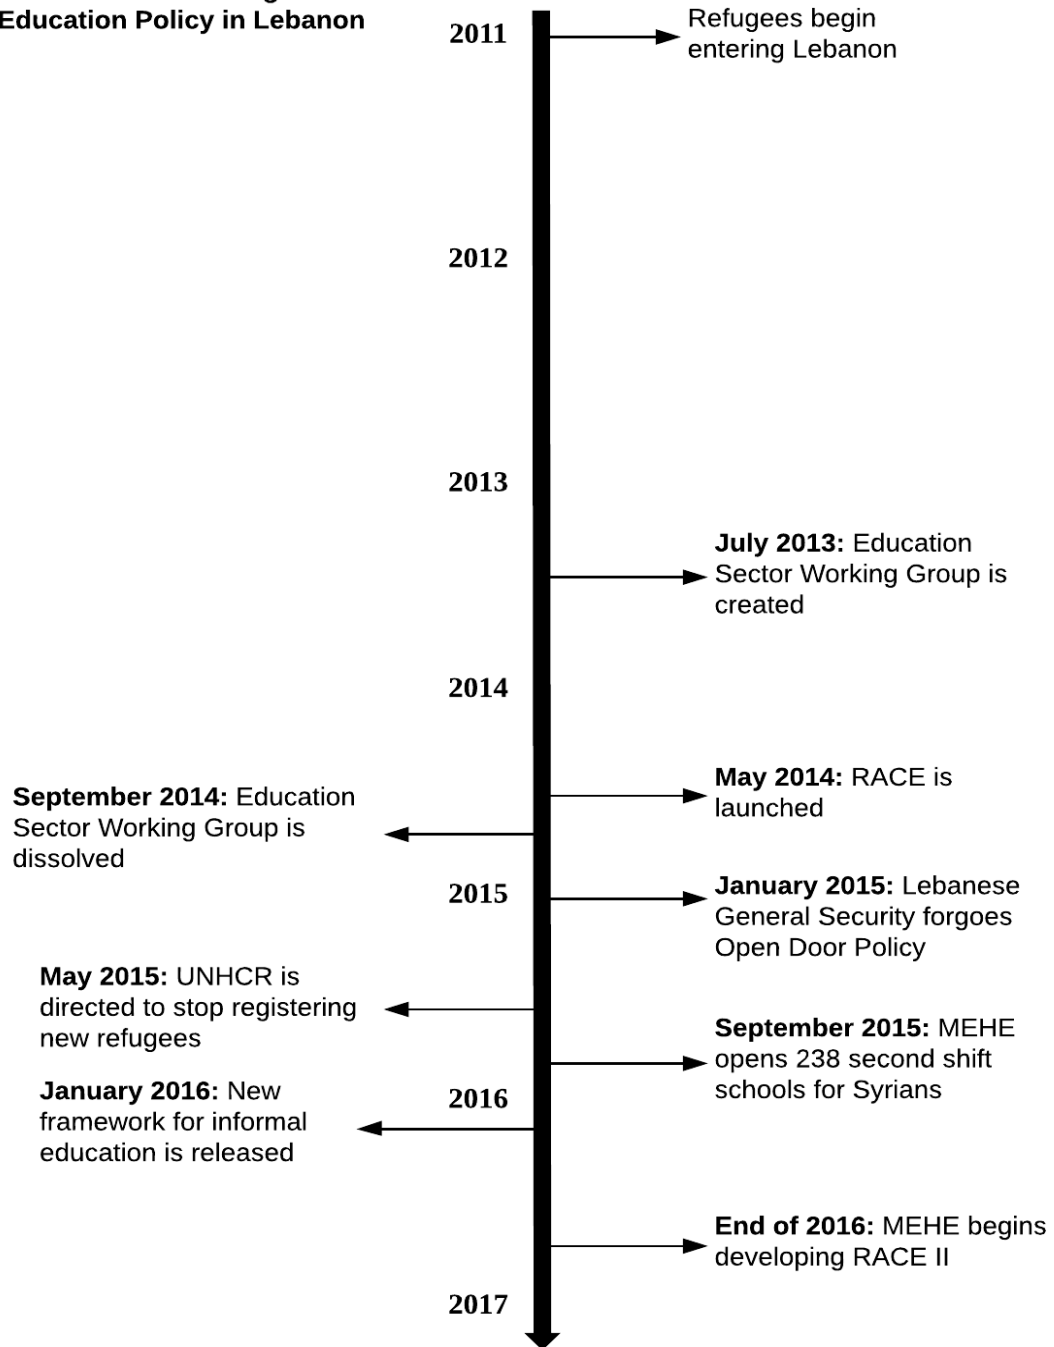 Education Policy in Lebanon
2011
Refugees begin
entering Lebanon
2012
2013
July 2013: Education
Sector Working Group is
created
2014
May 2014: RACE is
launched
September 2014: Education
Sector Working Group is
dissolved
2015
January 2015: Lebanese
General Security forgoes
Open Door Policy
May 2015: UNHCR is
directed to stop registering
new refugees
September 2015: MEHE
opens 238 second shift
schools for Syrians
January 2016: New
framework for informal
education is released
2016
End of 2016: MEHE begins
developing RACE II
2017